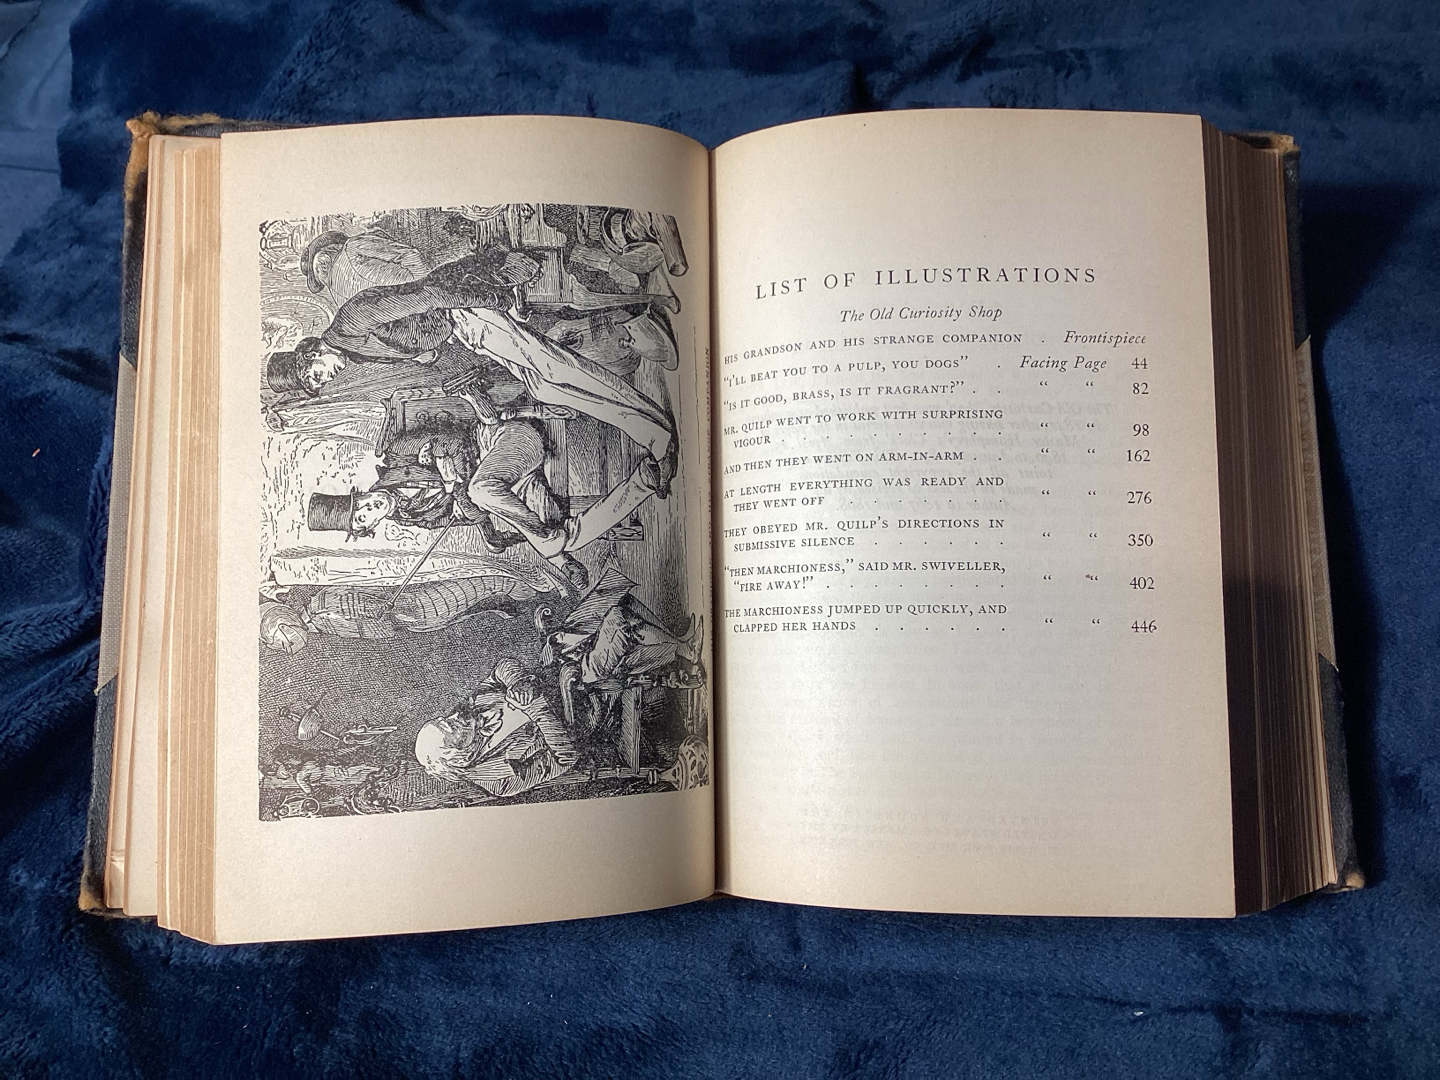 LIST OF ILLUSTRATIONS
The Old Curiosity Shop
HIS GRANDSON AND HIS STRANGE COMPANION . Frontispiece
"I'LL BEAT YOU TO A PULP, YOU DOGS" . Facing Page 44
"IS IT GOOD, BRASS, IS IT FRAGRANT?" . . " " 82
MR. QUILP WENT TO WORK WITH SURPRISING
VIGOUR . . . . . . . . . . " " 98
AND THEN THEY WENT ON ARM-IN-ARM . " " 162
AT LENGTH EVERYTHING WAS READY AND
THEY WENT OFF . . . . . . . " " 276
THEY OBEYED MR. QUILP'S DIRECTIONS IN
SUBMISSIVE SILENCE . . . . . . " " 350
"THEN MARCHIONESS," SAID MR. SWIVELLER,
"FIRE AWAY!" . . . . . . . . " " 402
THE MARCHIONESS JUMPED UP QUICKLY, AND
CLAPPED HER HANDS . . . . . . " " 446